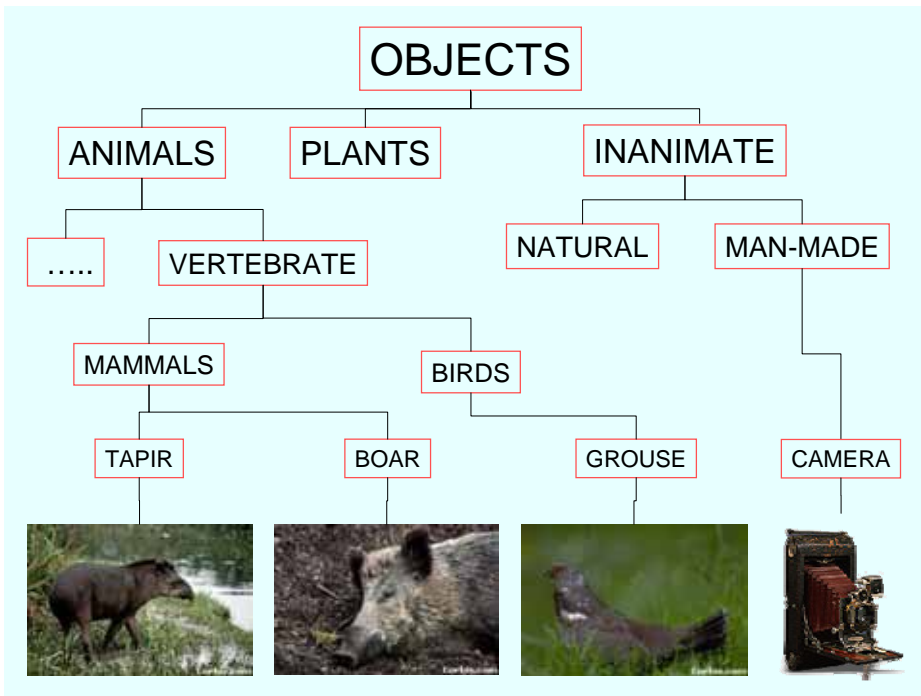 OBJECTS
ANIMALS
PLANTS
INANIMATE
…..
VERTEBRATE
NATURAL
MAN-MADE
MAMMALS
BIRDS
TAPIR
BOAR
GROUSE
CAMERA